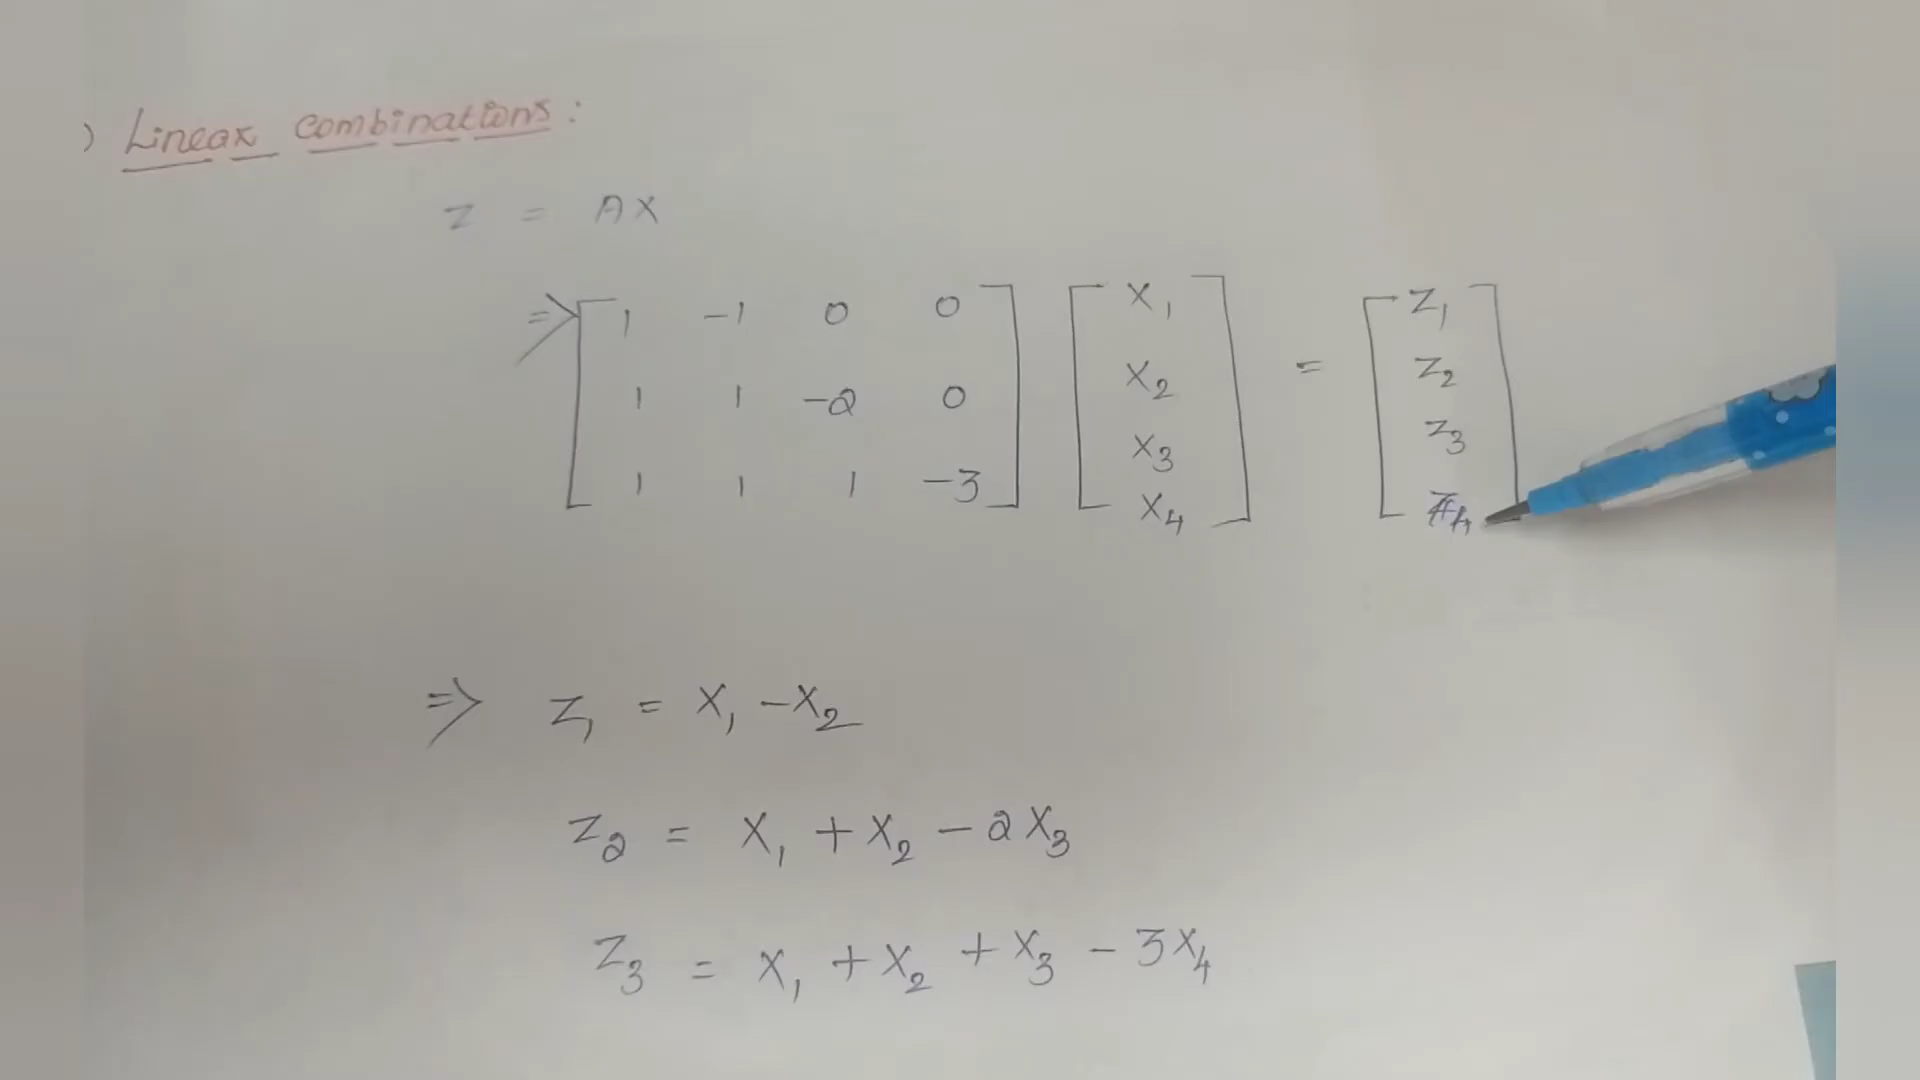 ) Linear combinations:
Z = AX
=> [ 1 -1 0 0 ] [ X₁ ] = [ Z₁ ]
[ 1 1 -2 0 ] [ X₂ ] [ Z₂ ]
[ 1 1 1 -3 ] [ X₃ ] [ Z₃ ]
[ X₄ ] [ Z₄ ]
=> Z₁ = X₁ - X₂
Z₂ = X₁ + X₂ - 2X₃
Z₃ = X₁ + X₂ + X₃ - 3X₄